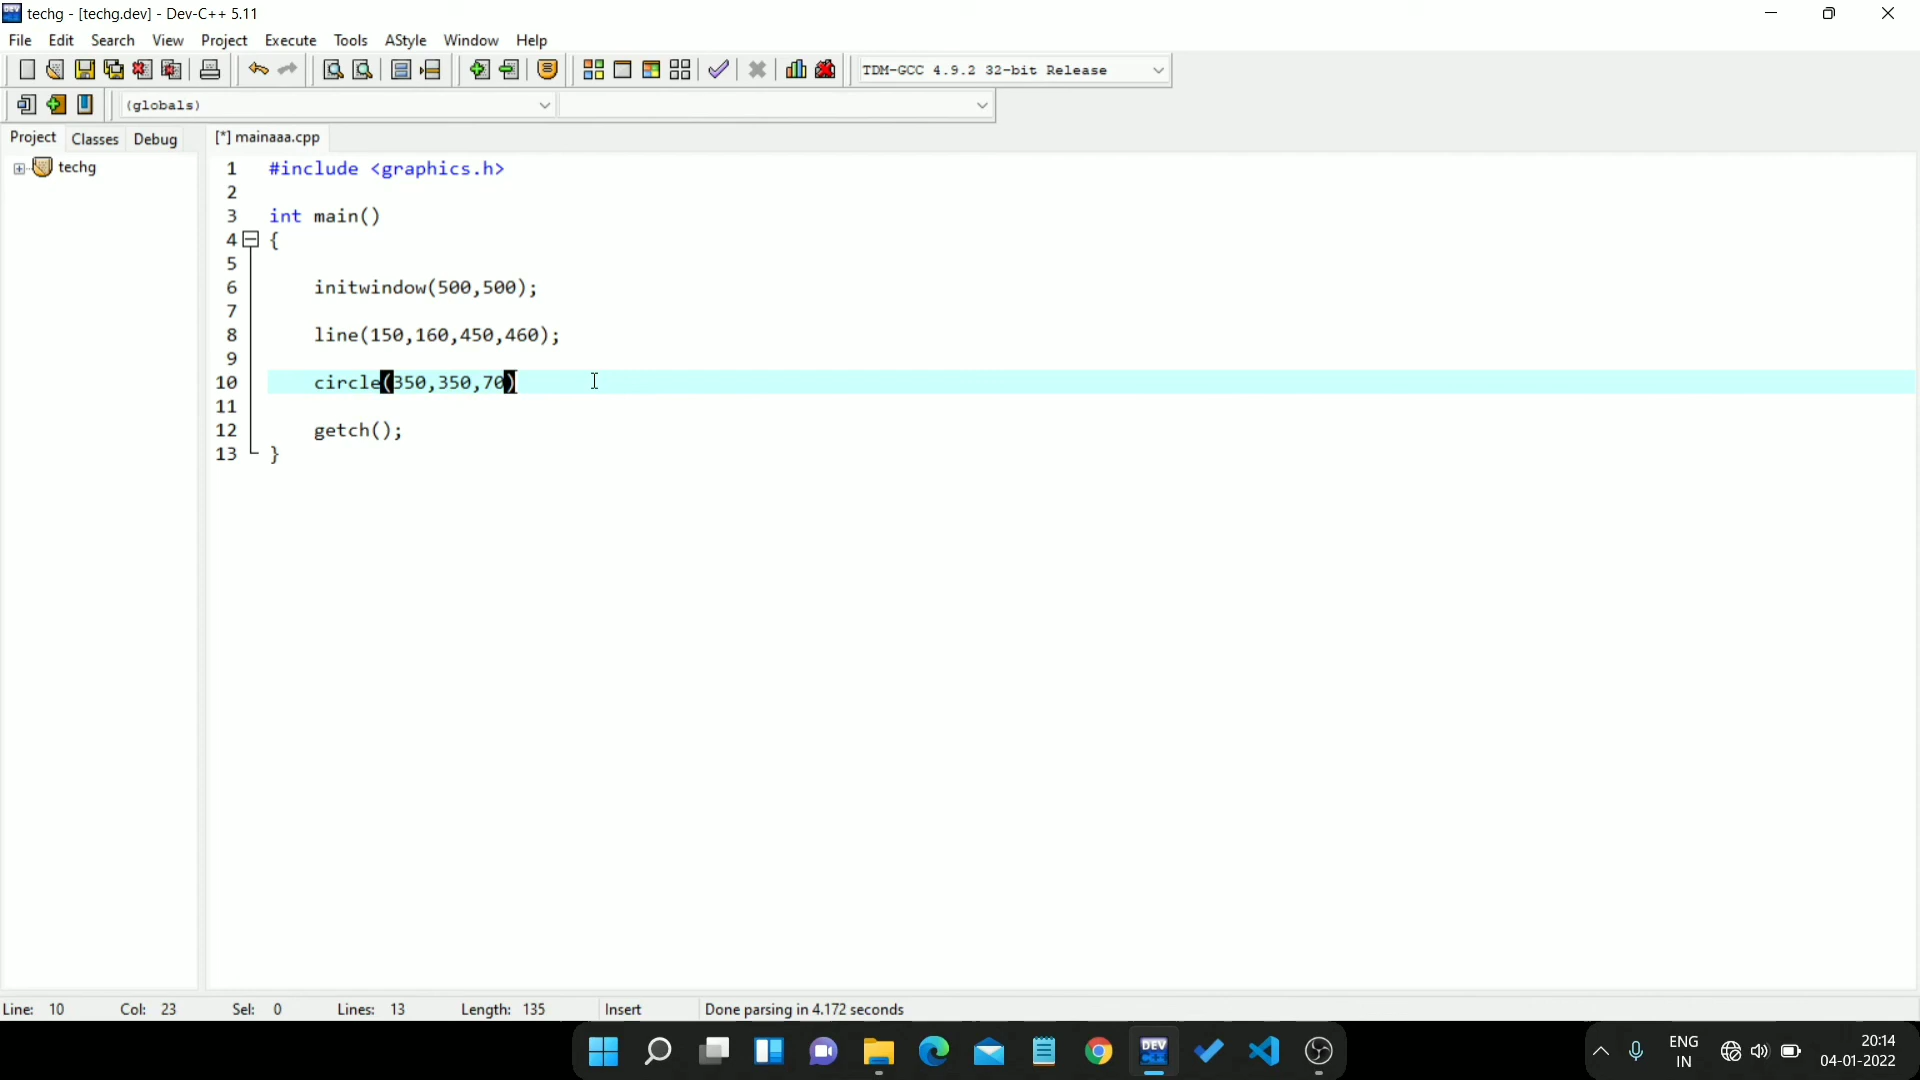 techg - [techg.dev] - Dev-C++ 5.11
File Edit Search View Project Execute Tools AStyle Window Help
TDM-GCC 4.9.2 32-bit Release
(globals)
Project Classes Debug
[*] mainaaa.cpp
techg
1 #include <graphics.h>
2
3 int main()
4 {
5
6 initwindow(500,500);
7
8 line(150,160,450,460);
9
10 circle(350,350,70)
11
12 getch();
13 }
Line: 10 Col: 23 Sel: 0 Lines: 13 Length: 135 Insert Done parsing in 4.172 seconds
DEV
ENG
IN
20:14
04-01-2022